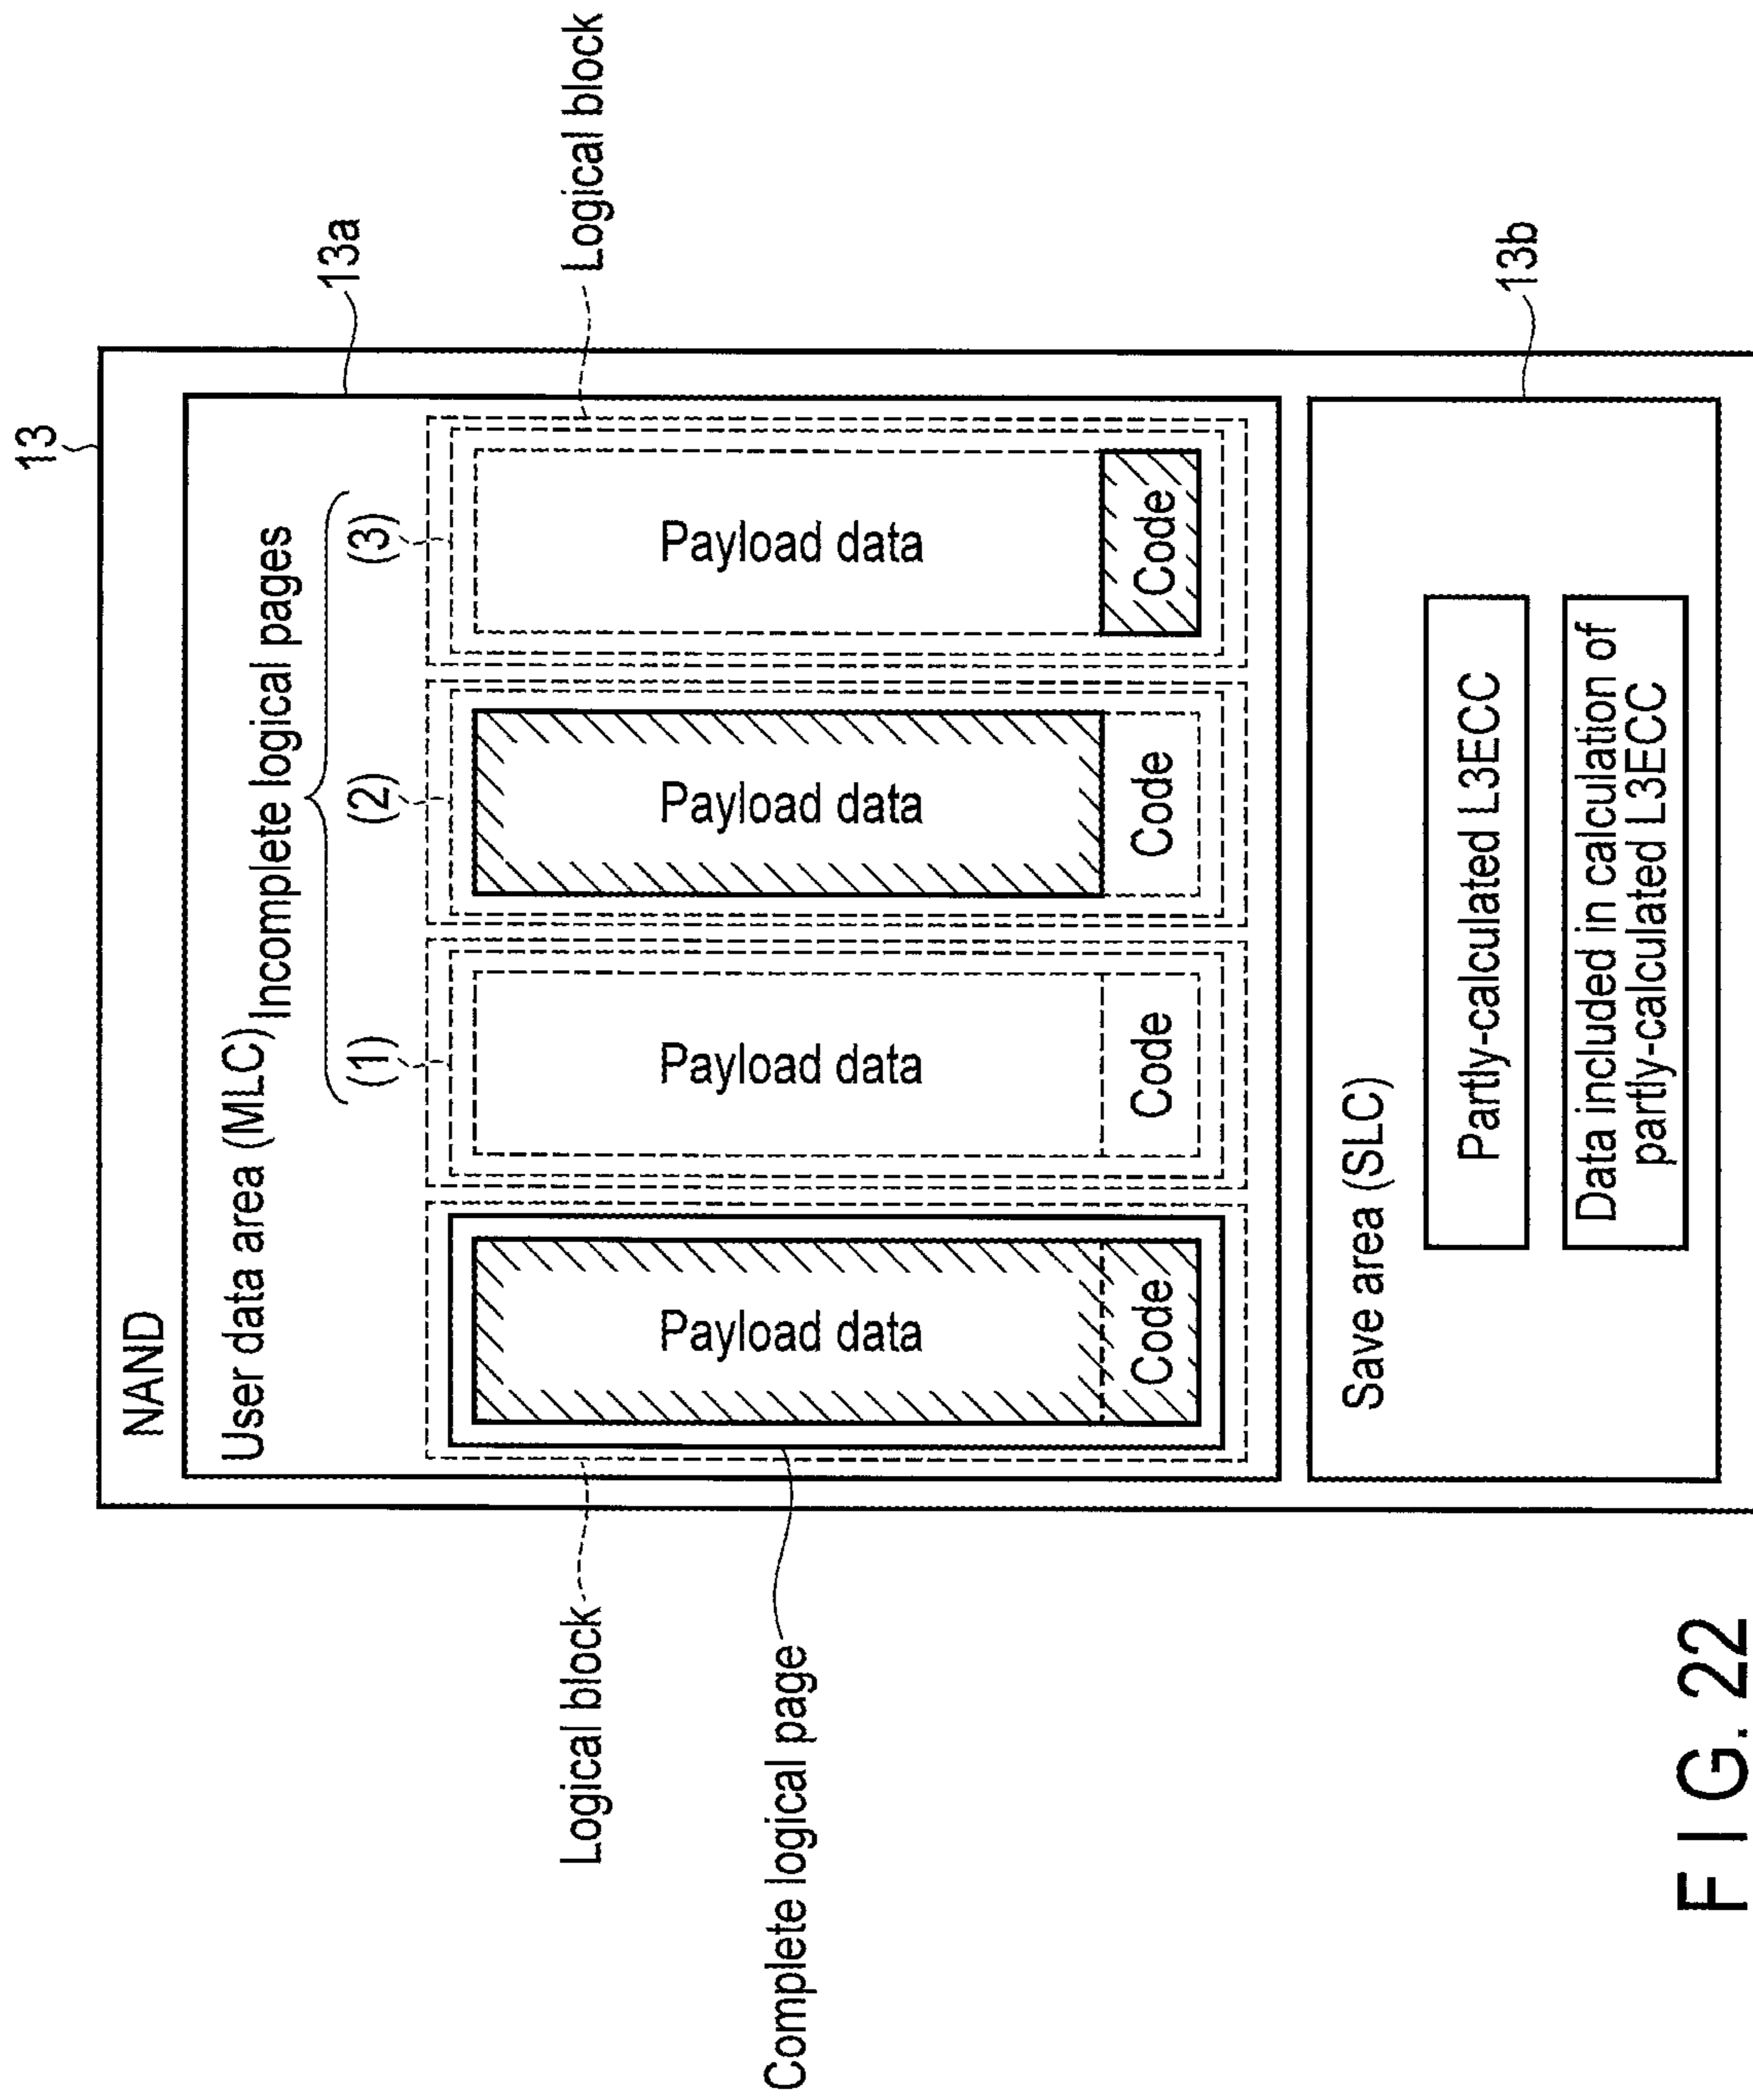 13
NAND
13a
User data area (MLC)
Incomplete logical pages
(1)
(2)
(3)
Logical block
Logical block
Complete logical page
Payload data
Code
Payload data
Code
Payload data
Code
Payload data
Code
13b
Save area (SLC)
Partly-calculated L3ECC
Data included in calculation of
partly-calculated L3ECC
FIG. 22